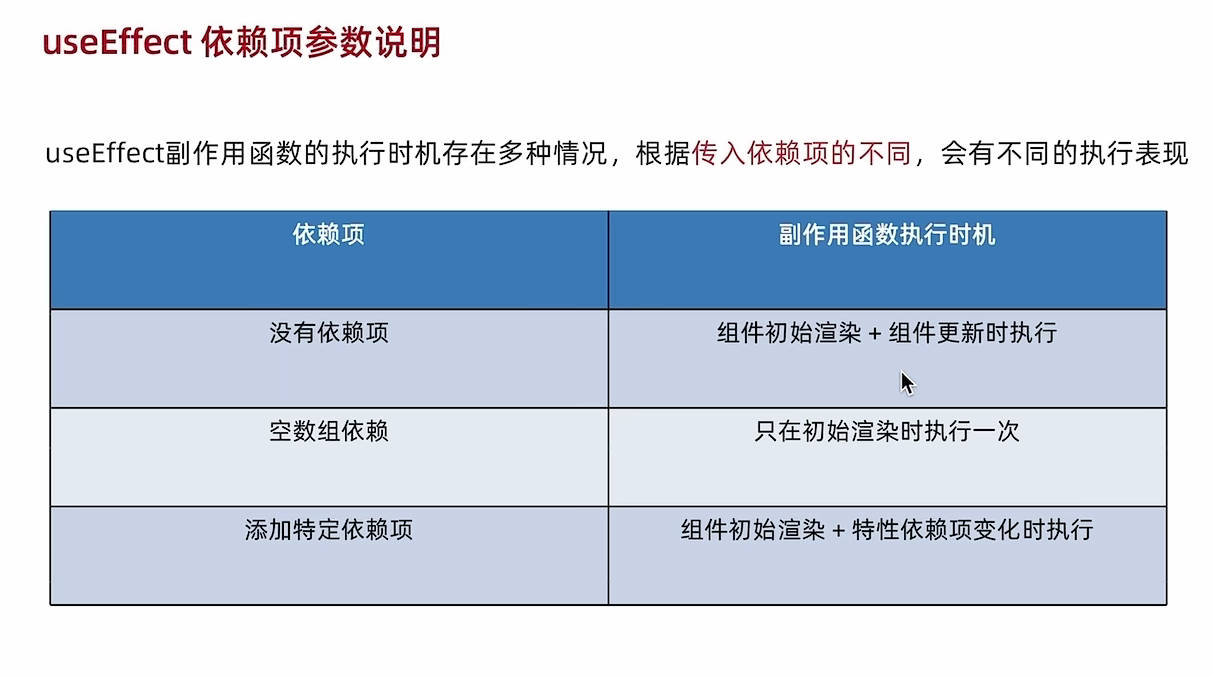 useEffect 依赖项参数说明
useEffect副作用函数的执行时机存在多种情况，根据传入依赖项的不同，会有不同的执行表现
依赖项 副作用函数执行时机
没有依赖项 组件初始渲染 + 组件更新时执行
空数组依赖 只在初始渲染时执行一次
添加特定依赖项 组件初始渲染 + 特性依赖项变化时执行